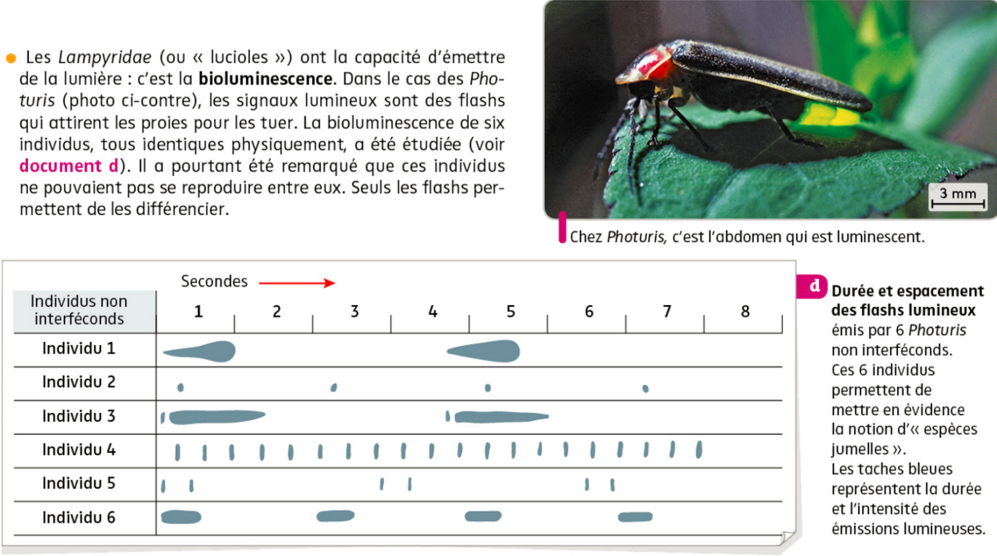 ● Les Lampyridae (ou « lucioles ») ont la capacité d’émettre
de la lumière : c’est la bioluminescence. Dans le cas des Pho-
turis (photo ci-contre), les signaux lumineux sont des flashs
qui attirent les proies pour les tuer. La bioluminescence de six
individus, tous identiques physiquement, a été étudiée (voir
document d). Il a pourtant été remarqué que ces individus
ne pouvaient pas se reproduire entre eux. Seuls les flashs per-
mettent de les différencier.
3 mm
Chez Photuris, c’est l’abdomen qui est luminescent.
Secondes
Individus non
interféconds
1 2 3 4 5 6 7 8
Individu 1
Individu 2
Individu 3
Individu 4
Individu 5
Individu 6
d
Durée et espacement
des flashs lumineux
émis par 6 Photuris
non interféconds.
Ces 6 individus
permettent de
mettre en évidence
la notion d’« espèces
jumelles ».
Les taches bleues
représentent la durée
et l’intensité des
émissions lumineuses.